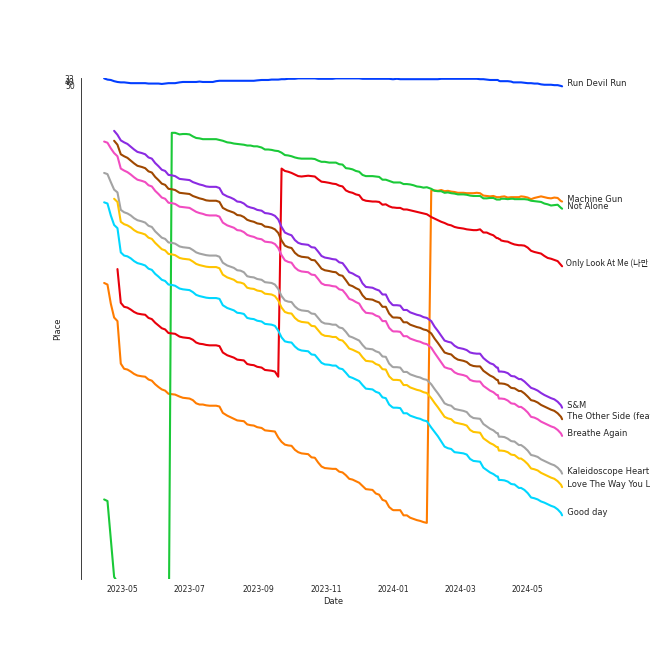 50
Run Devil Run
Machine Gun
Not Alone
Only Look At Me (나만
Place
S&M
The Other Side (fea
Breathe Again
Kaleidoscope Heart
Love The Way You L
Good day
2023-05
2023-07
2023-09
2023-11
2024-01
2024-03
2024-05
Date